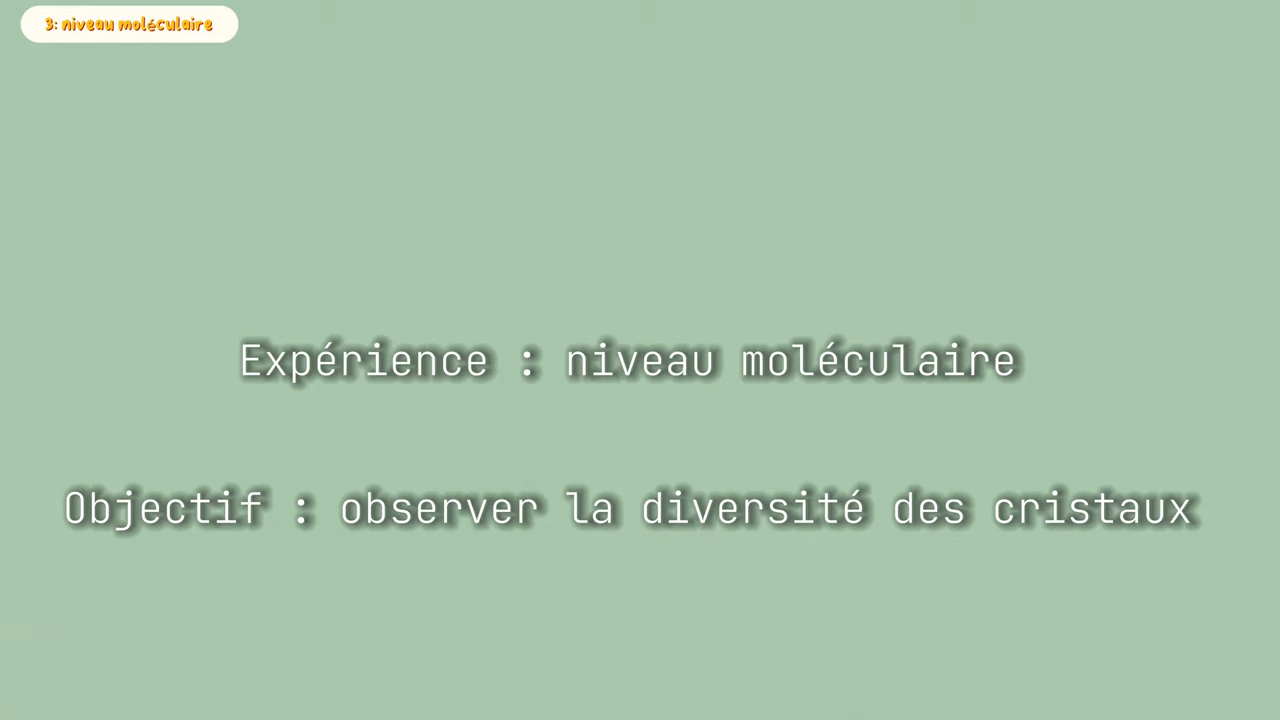 3: niveau moléculaire
Expérience : niveau moléculaire
Objectif : observer la diversité des cristaux